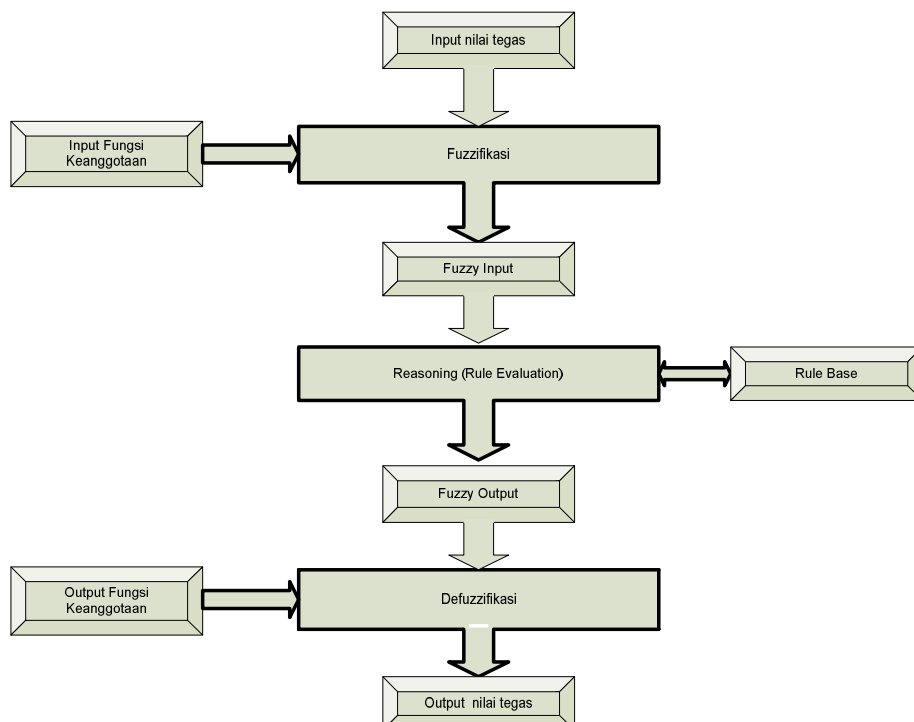 Input nilai tegas
Input Fungsi
Keanggotaan
Fuzzifikasi
Fuzzy Input
Reasoning (Rule Evaluation)
Rule Base
Fuzzy Output
Output Fungsi
Keanggotaan
Defuzzifikasi
Output nilai tegas